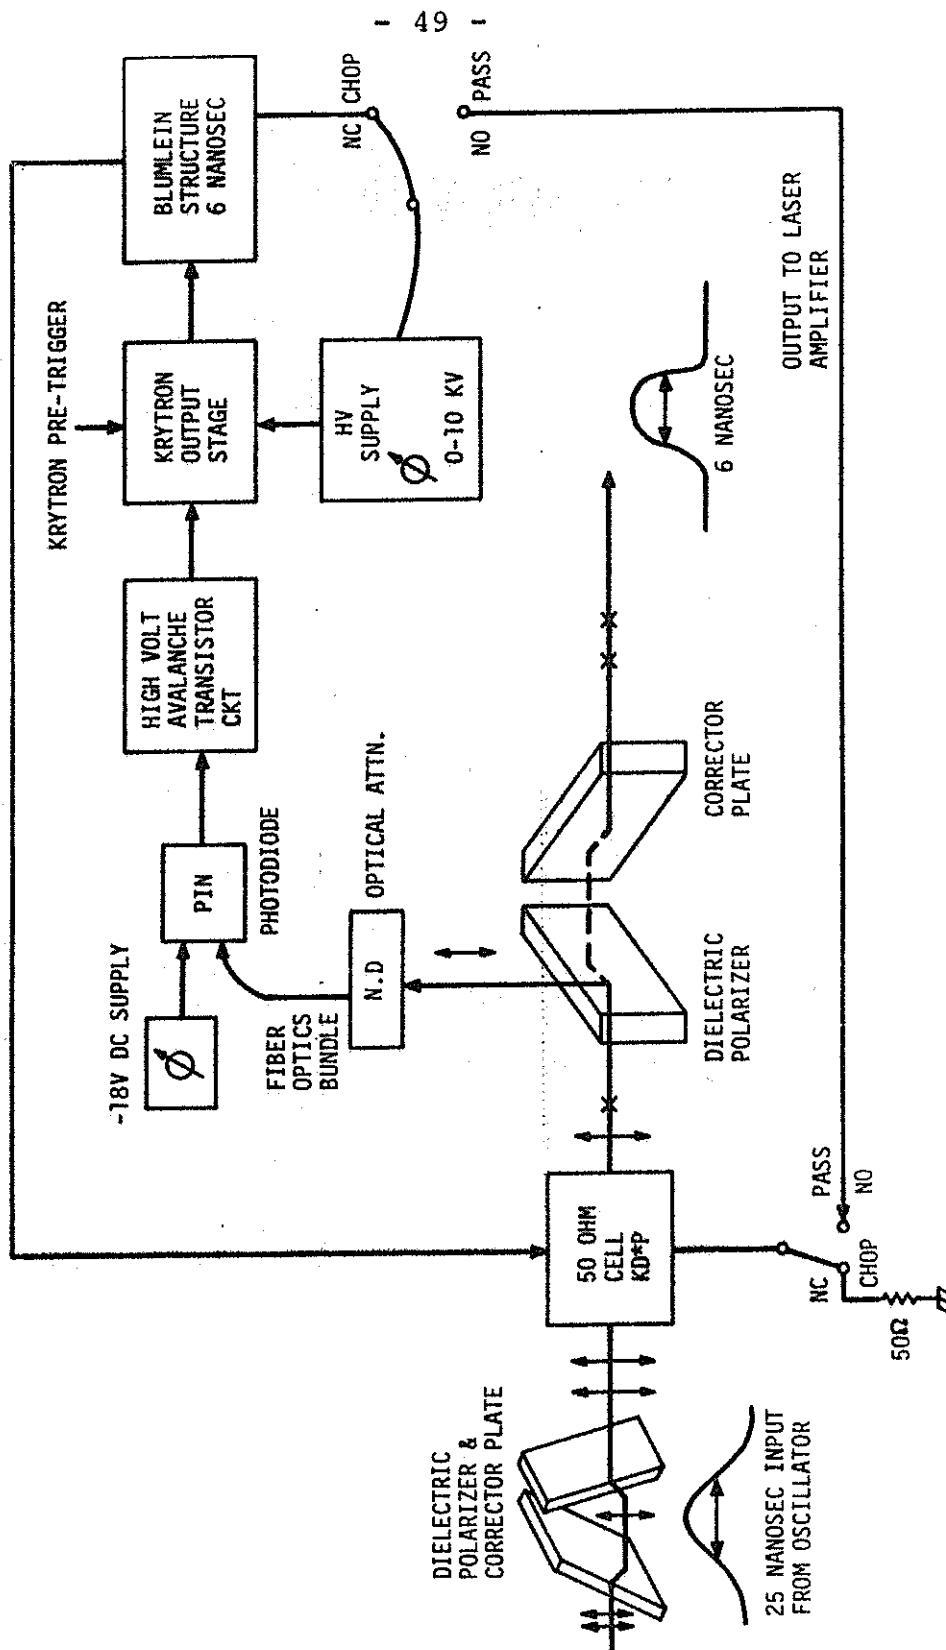 - 49 -
KRYTRON PRE-TRIGGER
BLUMLEIN
STRUCTURE
6 NANOSEC
KRYTRON
OUTPUT
STAGE
HIGH VOLT
AVALANCHE
TRANSISTOR
CKT
PIN
PHOTODIODE
-18V DC SUPPLY
HV
SUPPLY
0-10 KV
NC
CHOP
NO
PASS
FIBER
OPTICS
BUNDLE
N.D
OPTICAL ATTN.
DIELECTRIC
POLARIZER &
CORRECTOR PLATE
50 OHM
CELL
KD*P
DIELECTRIC
POLARIZER
CORRECTOR
PLATE
6 NANOSEC
OUTPUT TO LASER
AMPLIFIER
25 NANOSEC INPUT
FROM OSCILLATOR
NC
CHOP
PASS
NO
50Ω